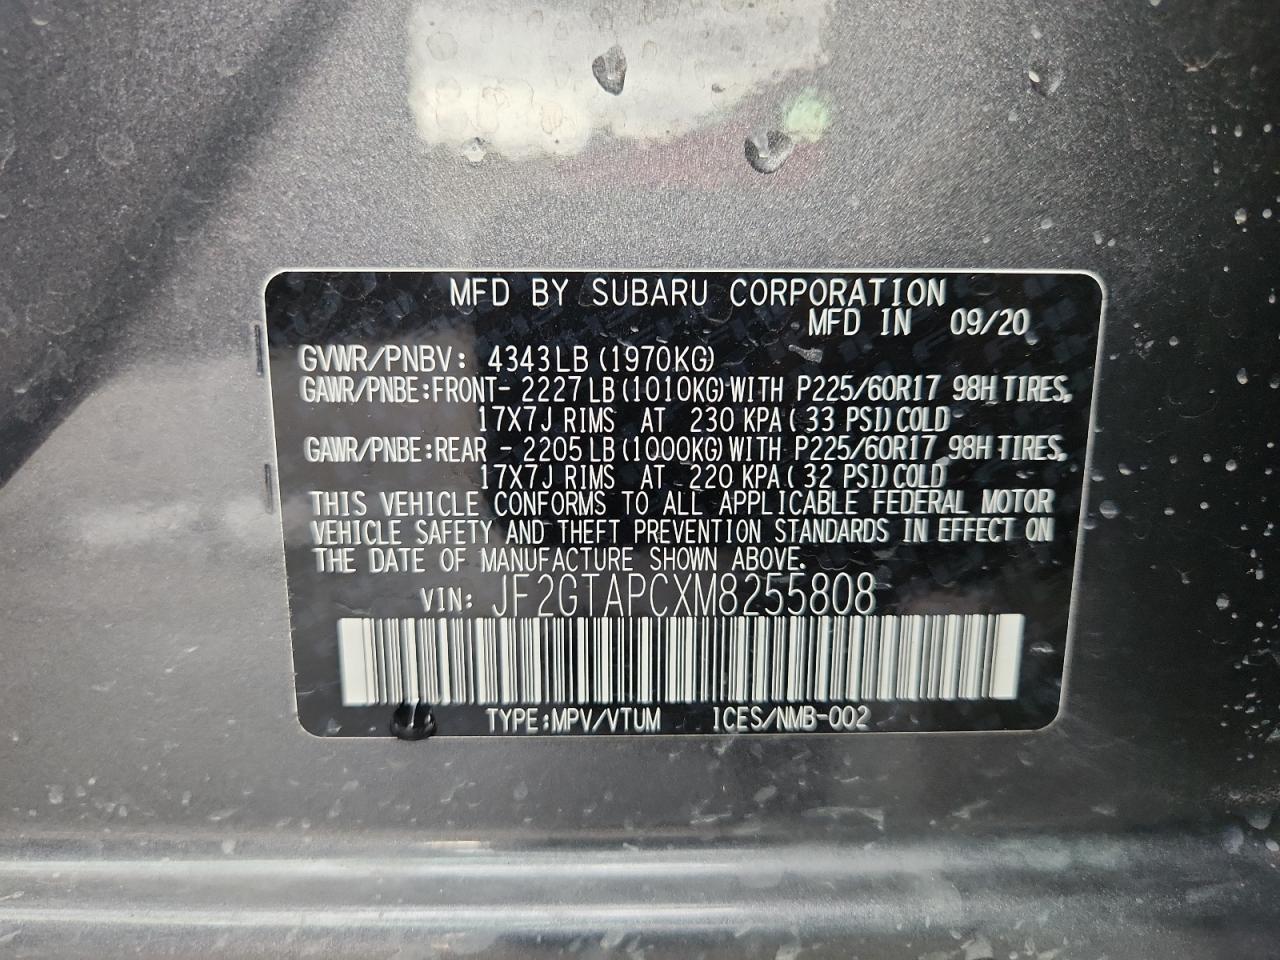 MFD BY SUBARU CORPORATION
MFD IN 09/20
GVWR/PNBV: 4343LB (1970KG)
GAWR/PNBE:FRONT- 2227LB (1010KG) WITH P225/60R17 98H TIRES,
17X7J RIMS AT 230 KPA ( 33 PSI) COLD
GAWR/PNBE:REAR - 2205LB (1000KG) WITH P225/60R17 98H TIRES,
17X7J RIMS AT 220 KPA ( 32 PSI) COLD
THIS VEHICLE CONFORMS TO ALL APPLICABLE FEDERAL MOTOR
VEHICLE SAFETY AND THEFT PREVENTION STANDARDS IN EFFECT ON
THE DATE OF MANUFACTURE SHOWN ABOVE.
VIN: JF2GTAPCXM8255808
TYPE:MPV/VTUM ICES/NMB-002